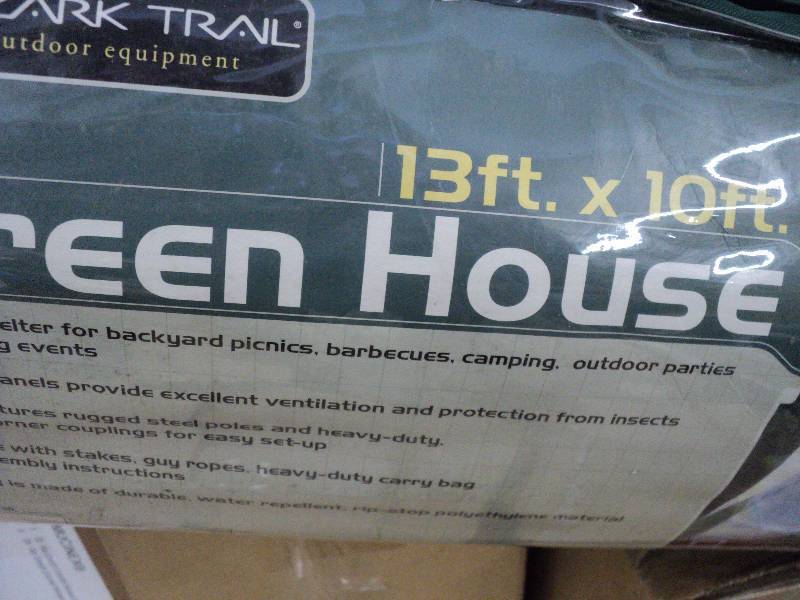 ARK TRAIL®
utdoor equipment
13ft. x 10ft.
reen House
elter for backyard picnics, barbecues, camping, outdoor parties
g events
anels provide excellent ventilation and protection from insects
tures rugged steel poles and heavy-duty.
orner couplings for easy set-up
with stakes, guy ropes, heavy-duty carry bag
embly instructions
is made of durable, water repellent, rip-stop polyethylene material